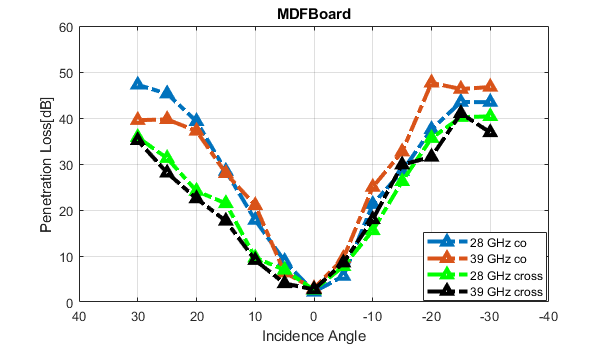 MDFBoard
Penetration Loss[dB]
60
50
40
30
20
10
0
40 30 20 10 0 -10 -20 -30 -40
Incidence Angle
28 GHz co
39 GHz co
28 GHz cross
39 GHz cross